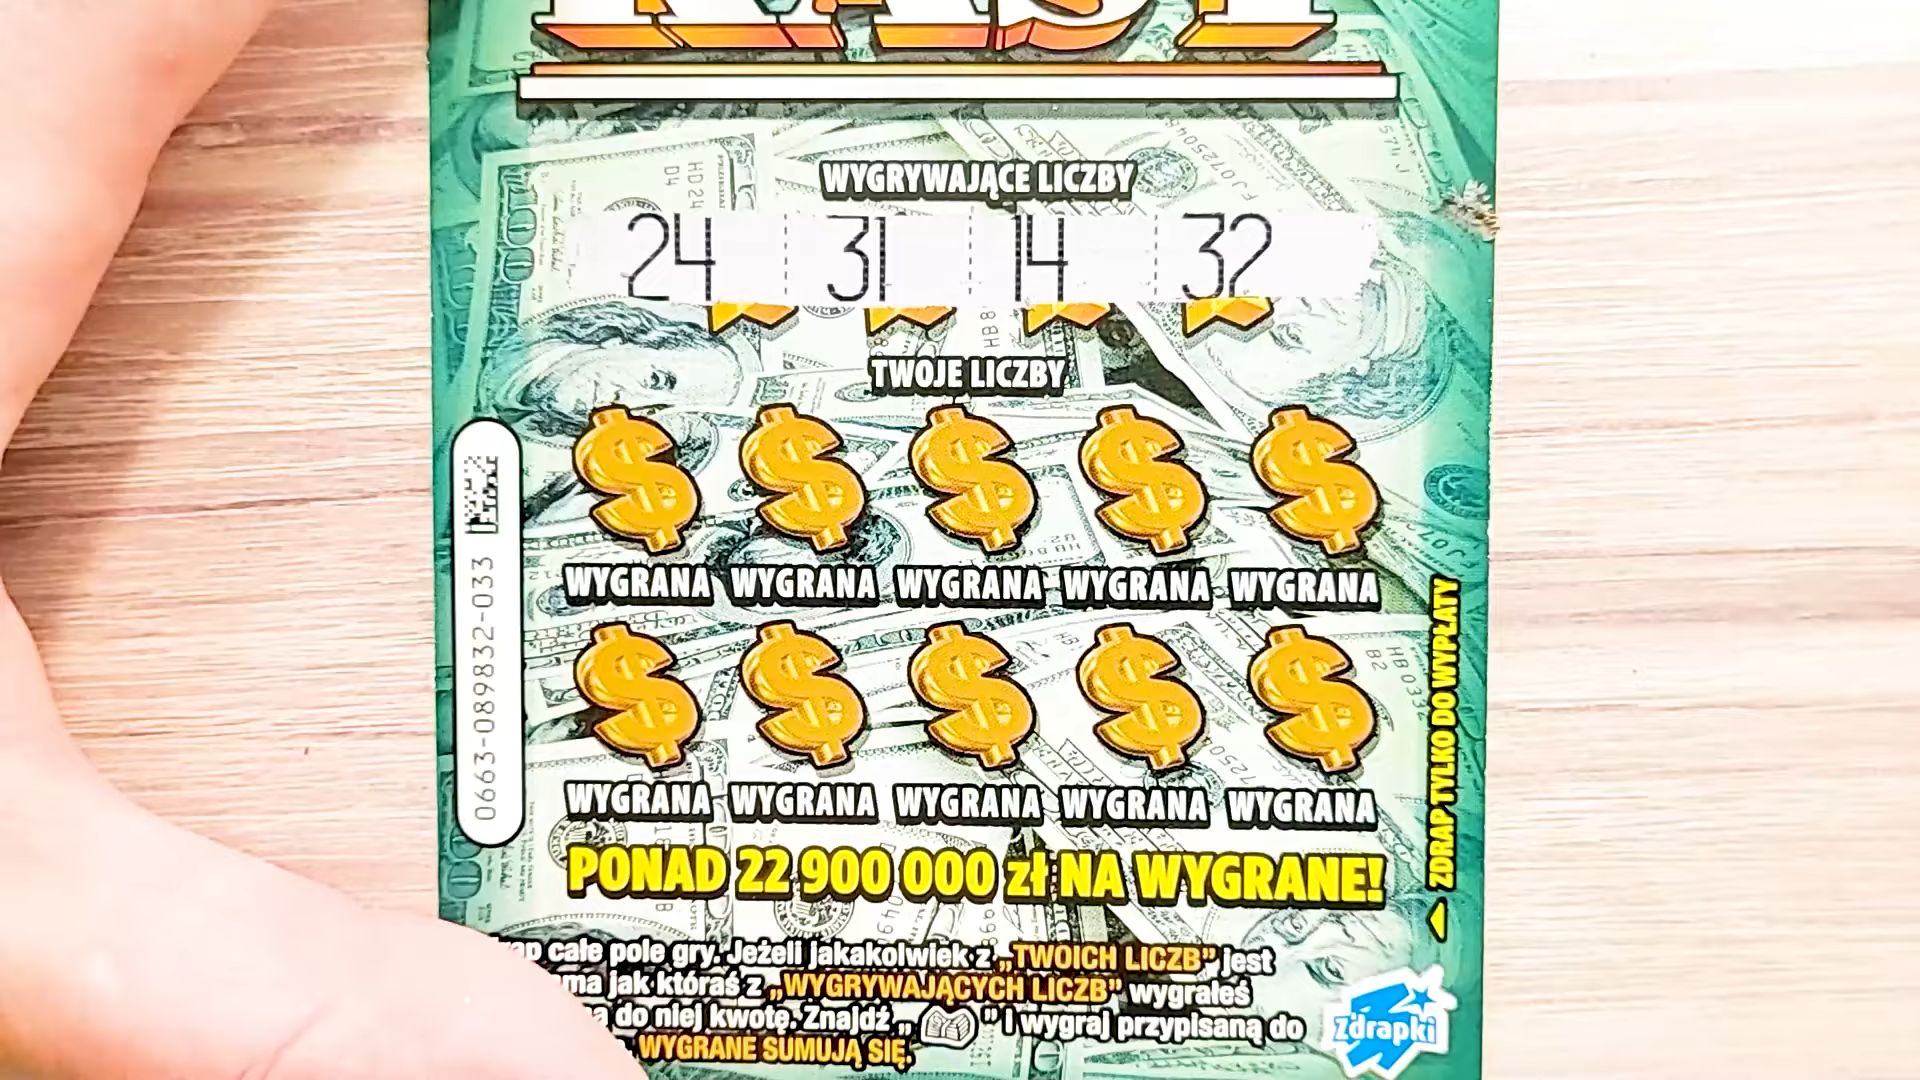 WYGRYWAJĄCE LICZBY
24 31 14 32
TWOJE LICZBY
WYGRANA WYGRANA WYGRANA WYGRANA WYGRANA
WYGRANA WYGRANA WYGRANA WYGRANA WYGRANA
PONAD 22 900 000 zł NA WYGRANE!
całe pole gry. Jeżeli jakakolwiek z „TWOICH LICZB” jest
jak któraś z „WYGRYWAJĄCYCH LICZB” wygrałeś
do niej kwotę. Znajdź „ ” i wygraj przypisaną do
WYGRANE SUMUJĄ SIĘ.
0663-089832-033
ZDRAP TYLKO DO WYPŁATY
Zdrapki